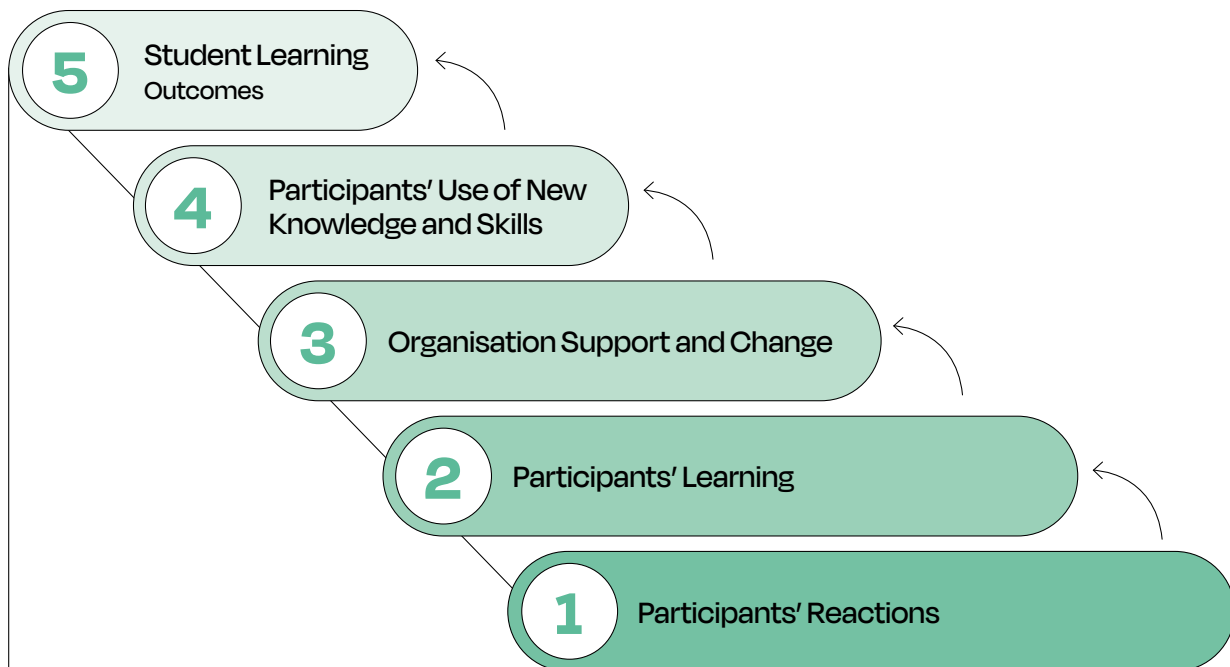 5
Student Learning
Outcomes
4
Participants’ Use of New
Knowledge and Skills
3
Organisation Support and Change
2
Participants’ Learning
1
Participants’ Reactions